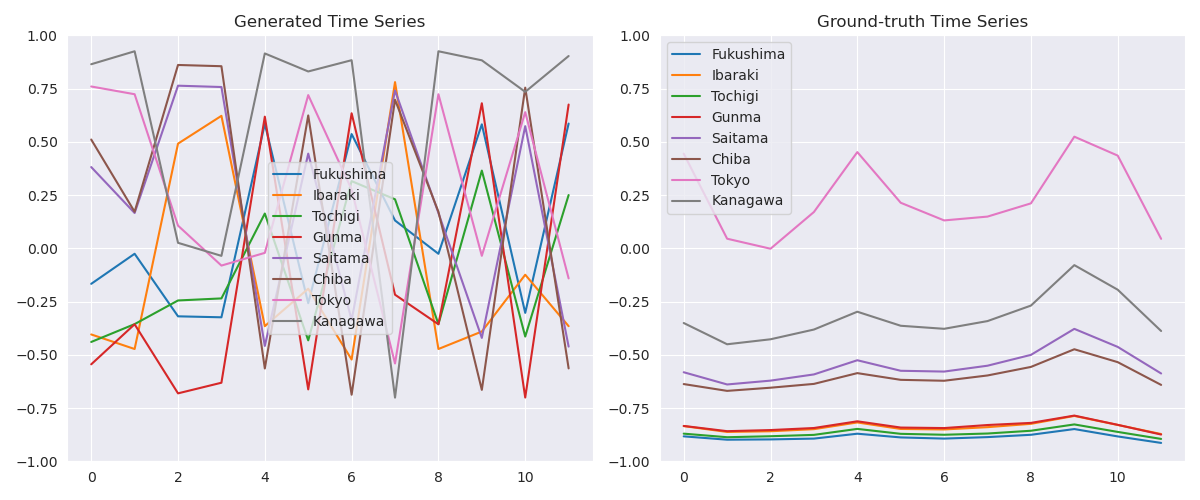 Generated Time Series
1.00
0.75
0.50
0.25
0.00
−0.25
−0.50
−0.75
−1.00
0 2 4 6 8 10
Fukushima
Ibaraki
Tochigi
Gunma
Saitama
Chiba
Tokyo
Kanagawa
Ground-truth Time Series
1.00
0.75
0.50
0.25
0.00
−0.25
−0.50
−0.75
−1.00
0 2 4 6 8 10
Fukushima
Ibaraki
Tochigi
Gunma
Saitama
Chiba
Tokyo
Kanagawa